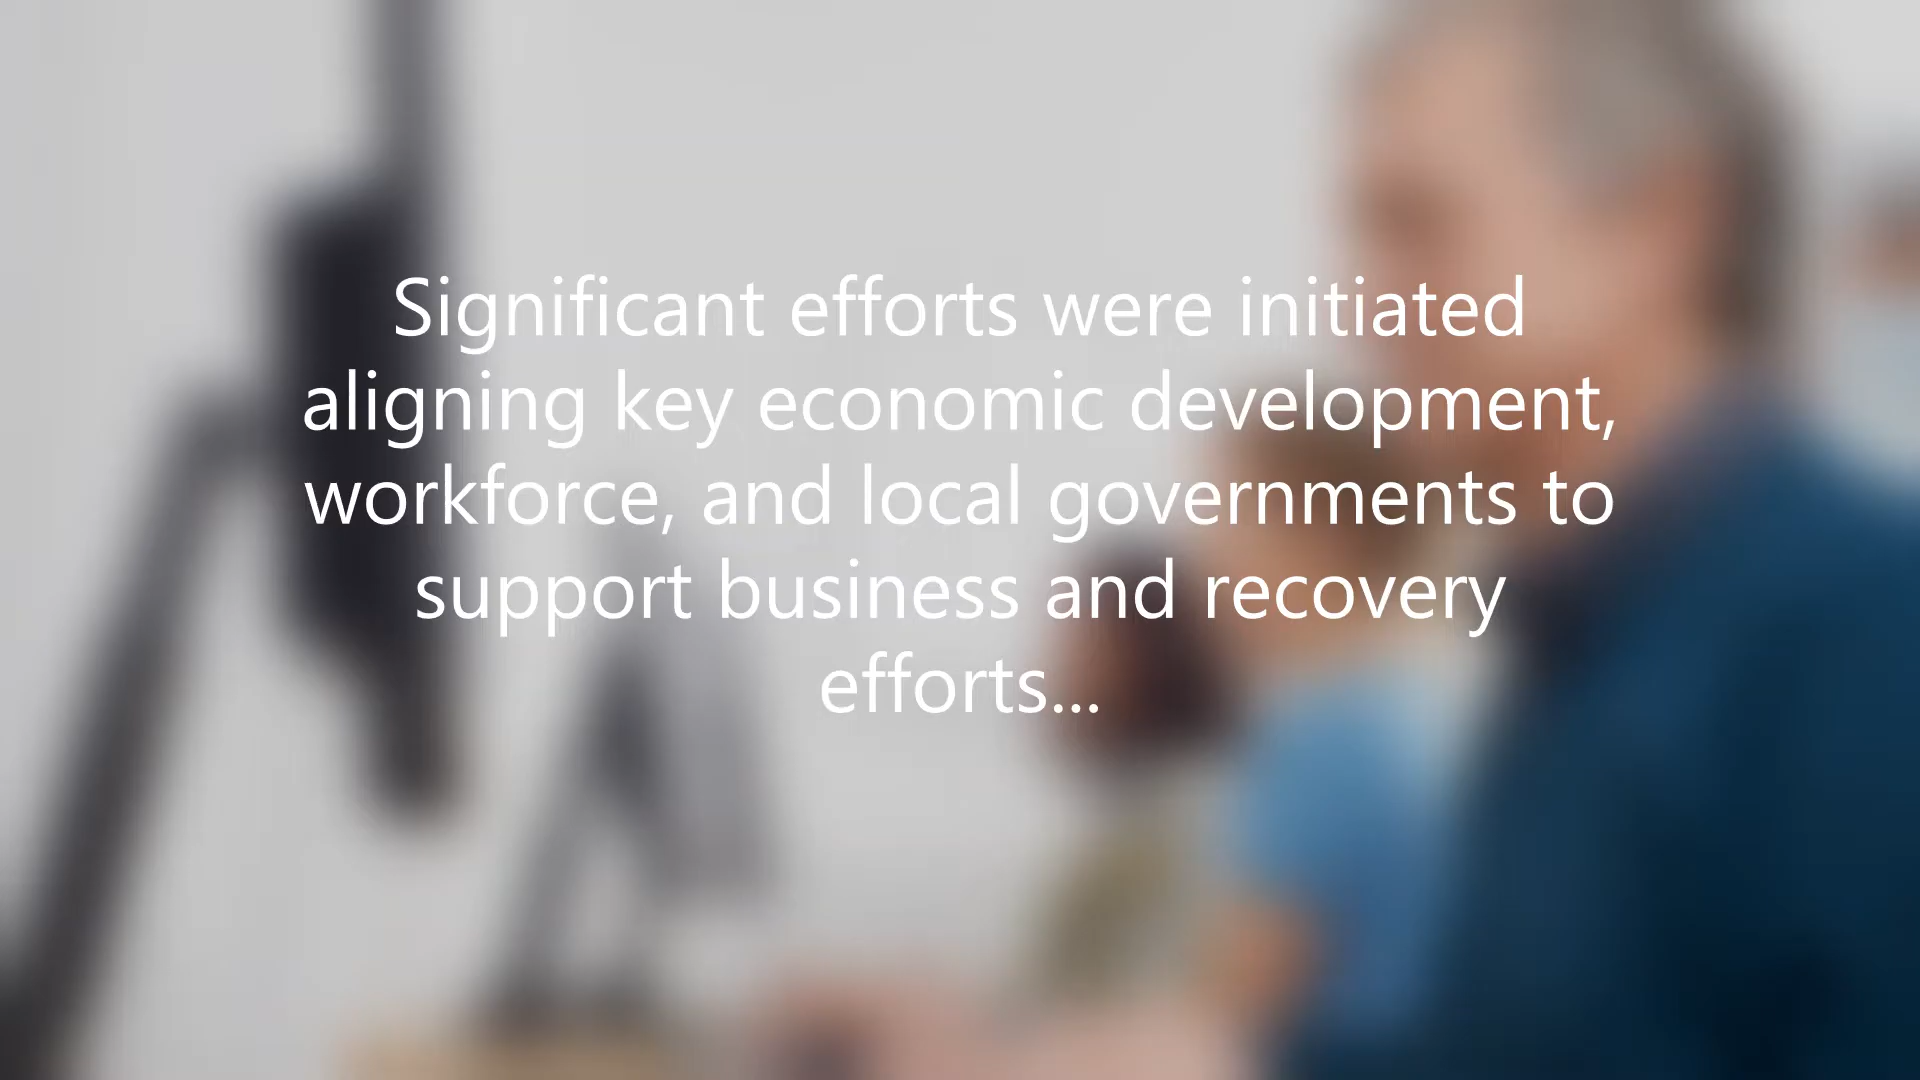 Significant efforts were initiated
aligning key economic development,
workforce, and local governments to
support business and recovery
efforts...